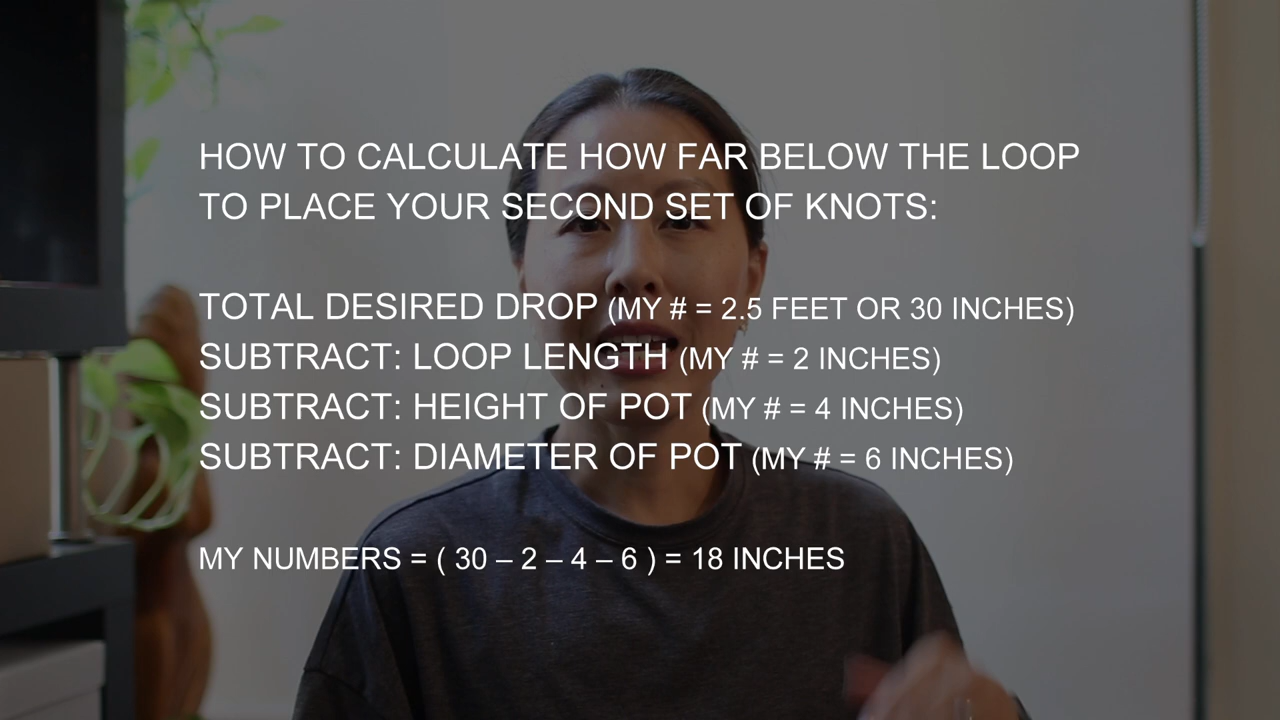 HOW TO CALCULATE HOW FAR BELOW THE LOOP
TO PLACE YOUR SECOND SET OF KNOTS:
TOTAL DESIRED DROP (MY # = 2.5 FEET OR 30 INCHES)
SUBTRACT: LOOP LENGTH (MY # = 2 INCHES)
SUBTRACT: HEIGHT OF POT (MY # = 4 INCHES)
SUBTRACT: DIAMETER OF POT (MY # = 6 INCHES)
MY NUMBERS = ( 30 – 2 – 4 – 6 ) = 18 INCHES